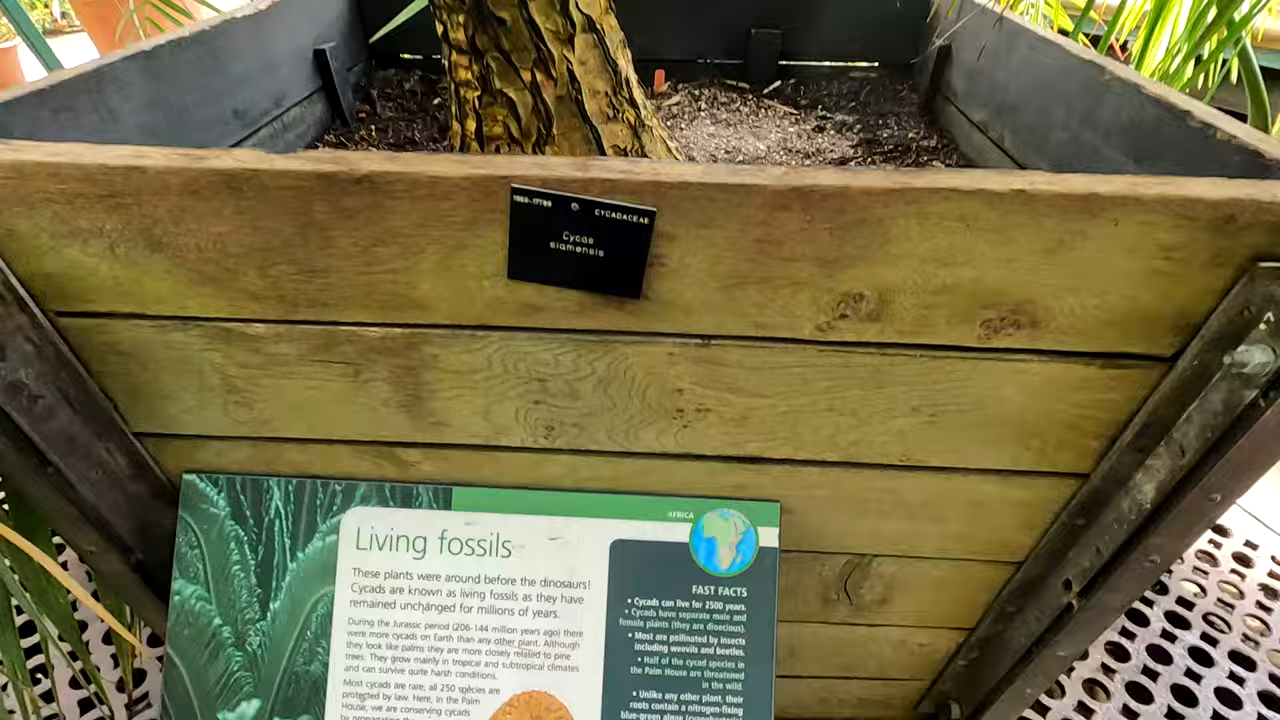 CYCADACEAE
Cycas
siamensis
AFRICA
Living fossils
These plants were around before the dinosaurs!
Cycads are known as living fossils as they have
remained unchanged for millions of years.
During the Jurassic period (206-144 million years ago) there
were more cycads on Earth than any other plant. Although
they look like palms they are more closely related to pine
trees. They grow mainly in tropical and subtropical climates
and can survive quite harsh conditions.
Most cycads are rare, all 250 species are
protected by law. Here, in the Palm
House, we are conserving cycads
by propagating
FAST FACTS
• Cycads can live for 2500 years.
• Cycads have separate male and
female plants (they are dioecious).
• Most are pollinated by insects
including weevils and beetles.
• Half of the cycad species in
the Palm House are threatened
in the wild.
• Unlike any other plant, their
roots contain a nitrogen-fixing
blue-green algae (cyanobacteria)